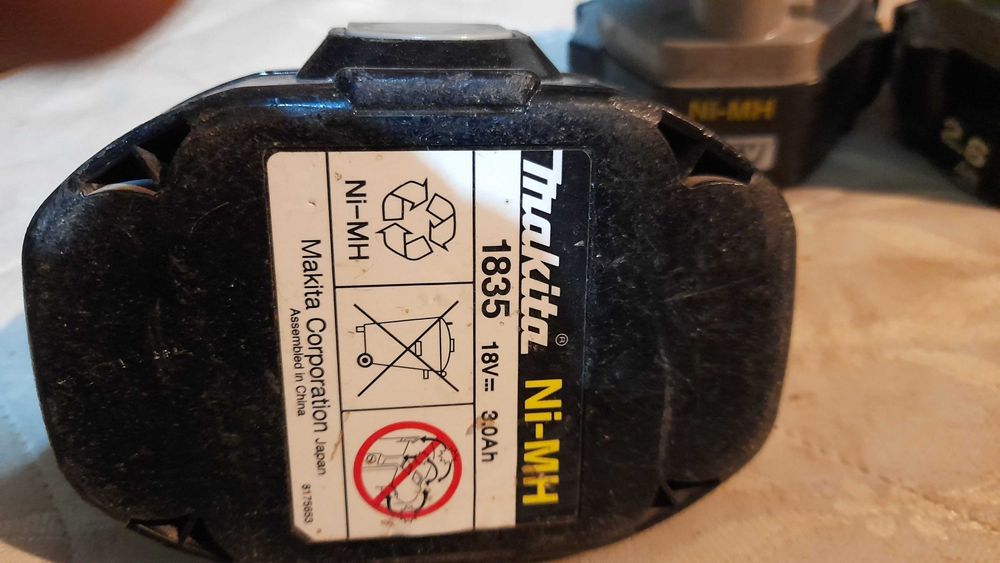 makita® Ni-MH
1835 18V 3.0Ah
Ni-MH
Makita Corporation Japan
Assembled in China
8175653
Ni-MH
2.6